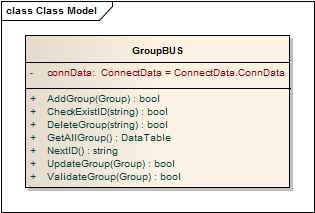 class Class Model
GroupBUS
- connData: ConnectData = ConnectData.ConnData
+ AddGroup(Group) : bool
+ CheckExistID(string) : bool
+ DeleteGroup(string) : bool
+ GetAllGroup() : DataTable
+ NextID() : string
+ UpdateGroup(Group) : bool
+ ValidateGroup(Group) : bool